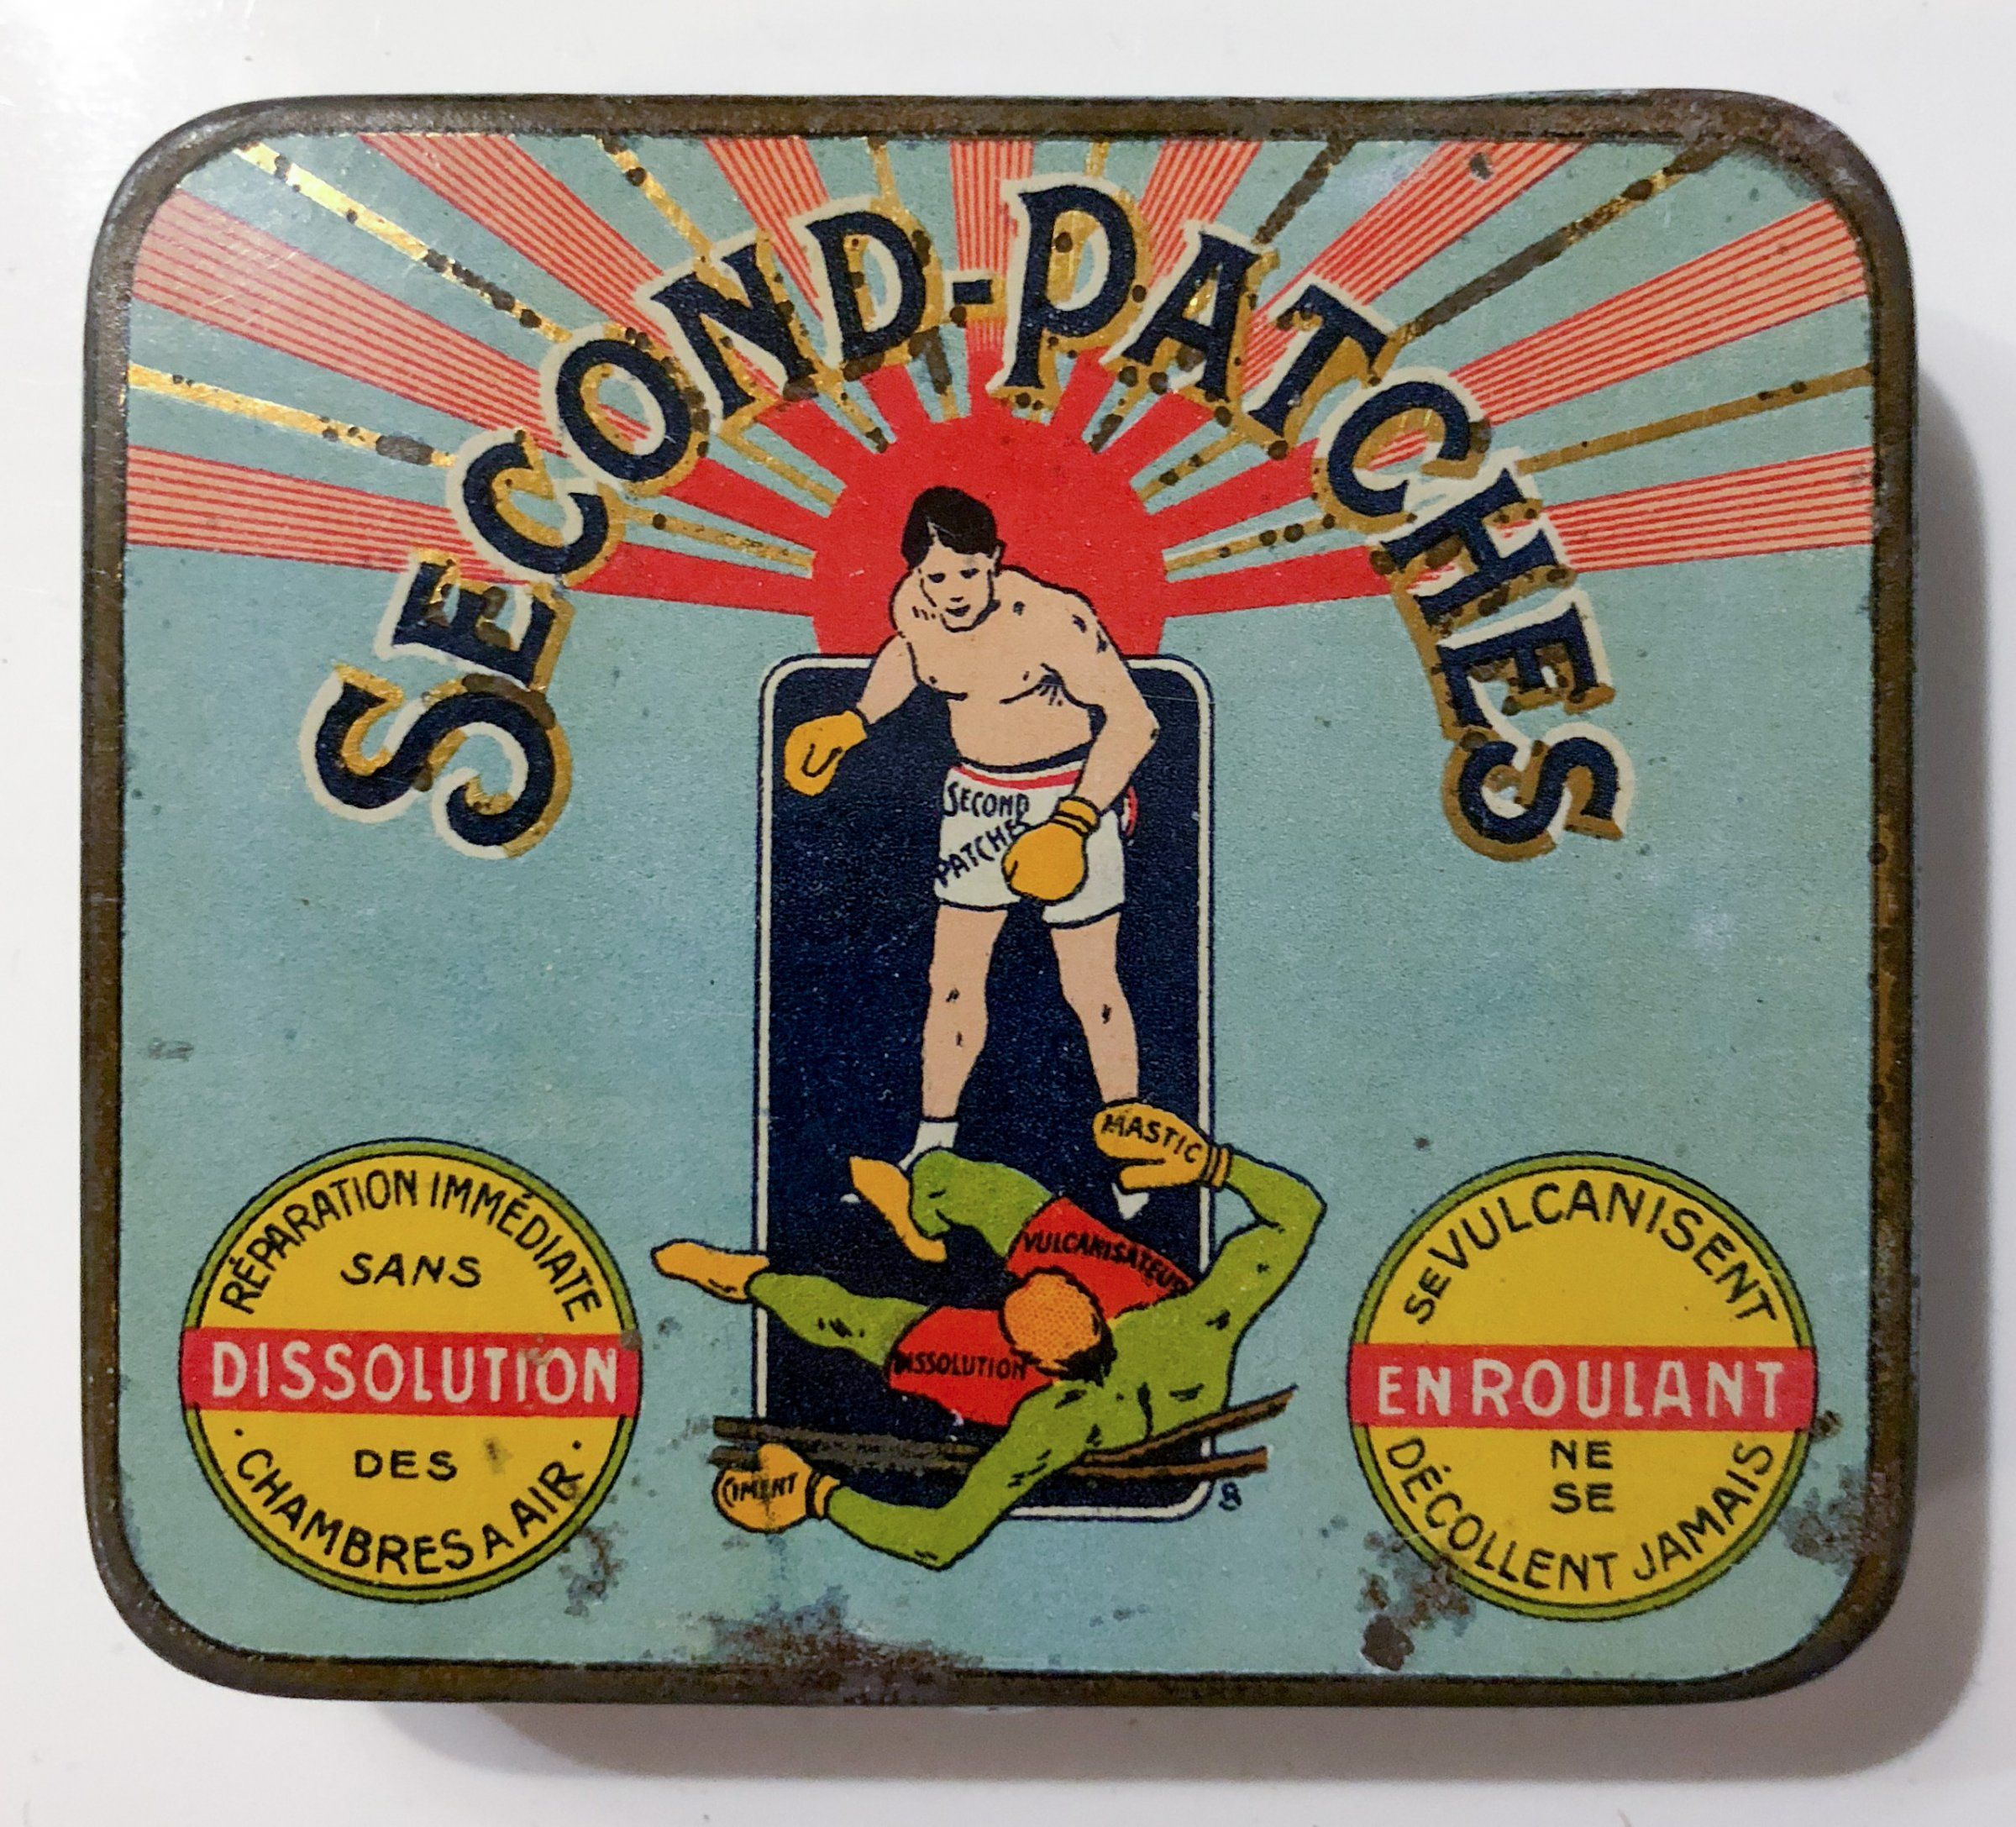 SECOND-PATCHES
SECOND
PATCHES
MASTIC
VULCANISATEUR
DISSOLUTION
CIMENT
B
RÉPARATION IMMÉDIATE
SANS
DISSOLUTION
DES
· CHAMBRES A AIR ·
SE VULCANISENT
EN ROULANT
NE
SE
DÉCOLLENT JAMAIS